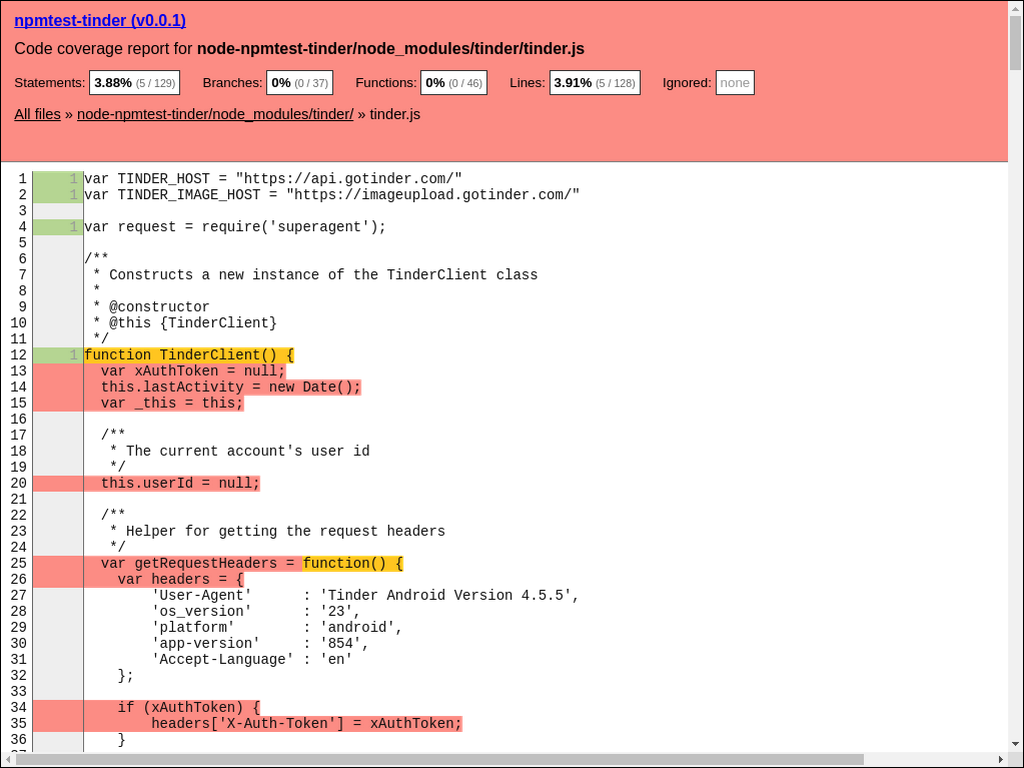 npmtest-tinder (v0.0.1)
Code coverage report for node-npmtest-tinder/node_modules/tinder/tinder.js
Statements: 3.88% (5 / 129) Branches: 0% (0 / 37) Functions: 0% (0 / 46) Lines: 3.91% (5 / 128) Ignored: none
All files » node-npmtest-tinder/node_modules/tinder/ » tinder.js
1 1 var TINDER_HOST = "https://api.gotinder.com/"
2 1 var TINDER_IMAGE_HOST = "https://imageupload.gotinder.com/"
3
4 1 var request = require('superagent');
5
6 /**
7  * Constructs a new instance of the TinderClient class
8  *
9  * @constructor
10  * @this {TinderClient}
11  */
12 1 function TinderClient() {
13   var xAuthToken = null;
14   this.lastActivity = new Date();
15   var _this = this;
16
17   /**
18    * The current account's user id
19    */
20   this.userId = null;
21
22   /**
23    * Helper for getting the request headers
24    */
25   var getRequestHeaders = function() {
26     var headers = {
27         'User-Agent'      : 'Tinder Android Version 4.5.5',
28         'os_version'      : '23',
29         'platform'        : 'android',
30         'app-version'     : '854',
31         'Accept-Language' : 'en'
32     };
33
34     if (xAuthToken) {
35         headers['X-Auth-Token'] = xAuthToken;
36     }